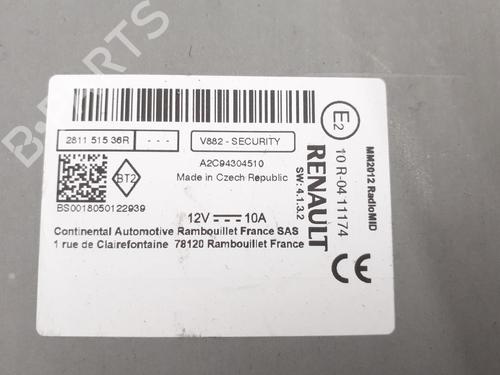 B-PARTS
2811 515 36R
- - -
V882 - SECURITY
A2C94304510
Made in Czech Republic
BT2
BS0018050122939
12V 10A
Continental Automotive Rambouillet France SAS
1 rue de Clairefontaine 78120 Rambouillet France
E2
RENAULT
SW: 4.1.3.2
10 R-04 11174
MM2012 RadioMID
CE